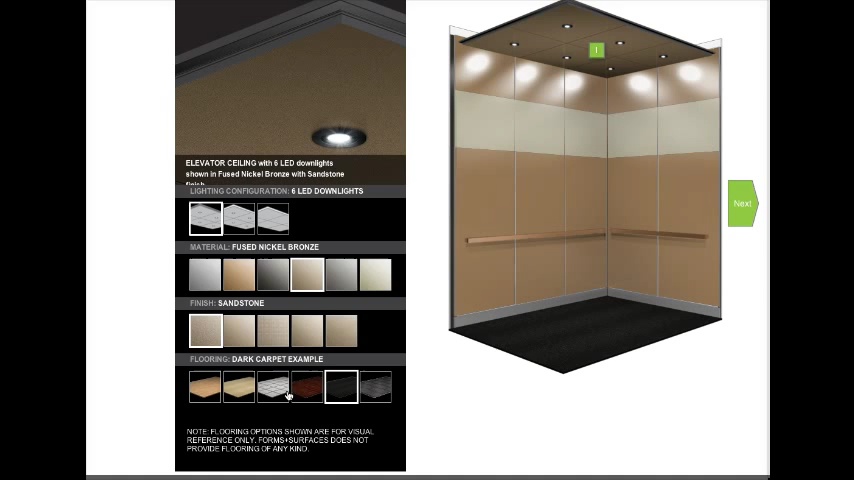 ELEVATOR CEILING with 6 LED downlights
shown in Fused Nickel Bronze with Sandstone
finish
LIGHTING CONFIGURATION: 6 LED DOWNLIGHTS
MATERIAL: FUSED NICKEL BRONZE
FINISH: SANDSTONE
FLOORING: DARK CARPET EXAMPLE
NOTE: FLOORING OPTIONS SHOWN ARE FOR VISUAL
REFERENCE ONLY. FORMS+SURFACES DOES NOT
PROVIDE FLOORING OF ANY KIND.
Next